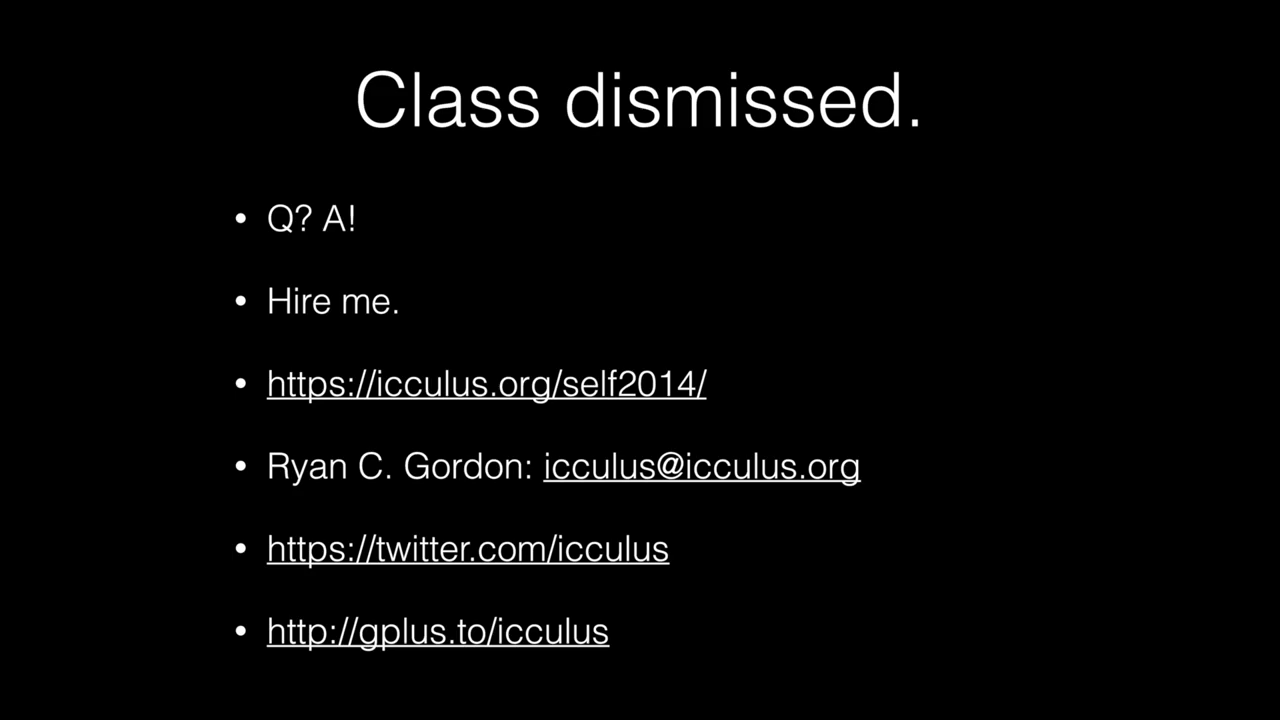 Class dismissed.
• Q? A!
• Hire me.
• https://icculus.org/self2014/
• Ryan C. Gordon: icculus@icculus.org
• https://twitter.com/icculus
• http://gplus.to/icculus